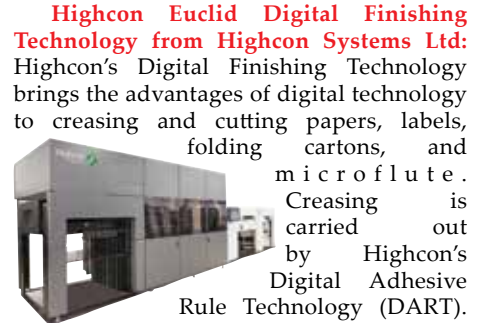 Highcon Euclid Digital Finishing
Technology from Highcon Systems Ltd:
Highcon's Digital Finishing Technology
brings the advantages of digital technology
to creasing and cutting papers, labels,
folding cartons, and
microflute.
Creasing is
carried out
by Highcon's
Digital Adhesive
Rule Technology (DART).